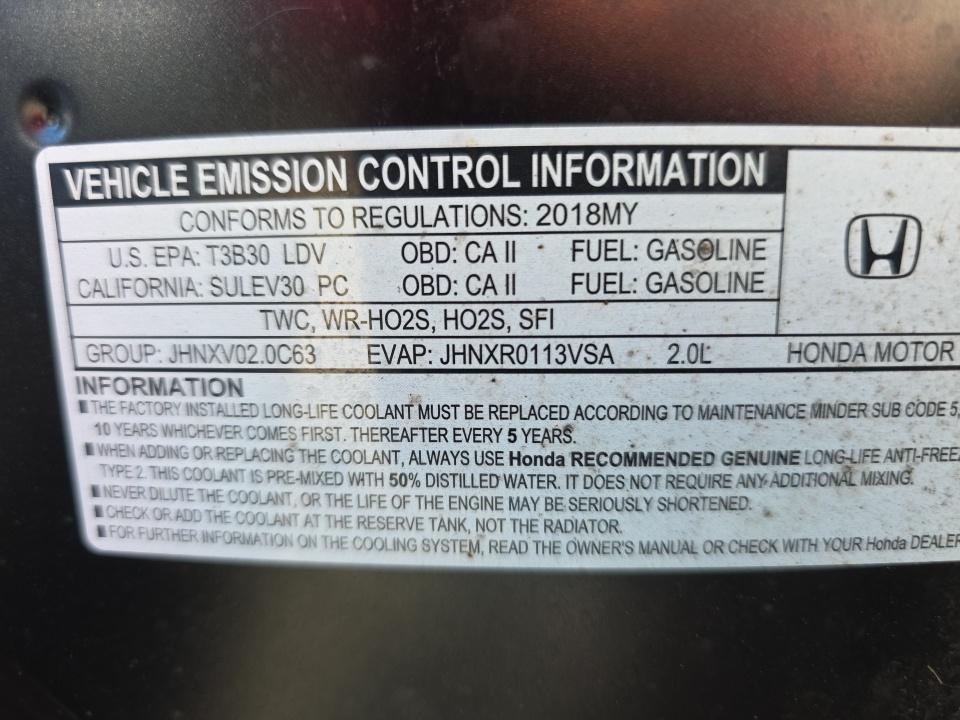 VEHICLE EMISSION CONTROL INFORMATION
CONFORMS TO REGULATIONS: 2018MY
U.S. EPA: T3B30 LDV OBD: CA II FUEL: GASOLINE
CALIFORNIA: SULEV30 PC OBD: CA II FUEL: GASOLINE
TWC, WR-HO2S, HO2S, SFI
GROUP: JHNXV02.0C63 EVAP: JHNXR0113VSA 2.0L HONDA MOTOR
INFORMATION
THE FACTORY INSTALLED LONG-LIFE COOLANT MUST BE REPLACED ACCORDING TO MAINTENANCE MINDER SUB CODE 5,
10 YEARS WHICHEVER COMES FIRST. THEREAFTER EVERY 5 YEARS.
WHEN ADDING OR REPLACING THE COOLANT, ALWAYS USE Honda RECOMMENDED GENUINE LONG-LIFE ANTI-FREEZ
TYPE 2. THIS COOLANT IS PRE-MIXED WITH 50% DISTILLED WATER. IT DOES NOT REQUIRE ANY ADDITIONAL MIXING.
NEVER DILUTE THE COOLANT, OR THE LIFE OF THE ENGINE MAY BE SERIOUSLY SHORTENED.
CHECK OR ADD THE COOLANT AT THE RESERVE TANK, NOT THE RADIATOR.
FOR FURTHER INFORMATION ON THE COOLING SYSTEM, READ THE OWNER'S MANUAL OR CHECK WITH YOUR Honda DEALER